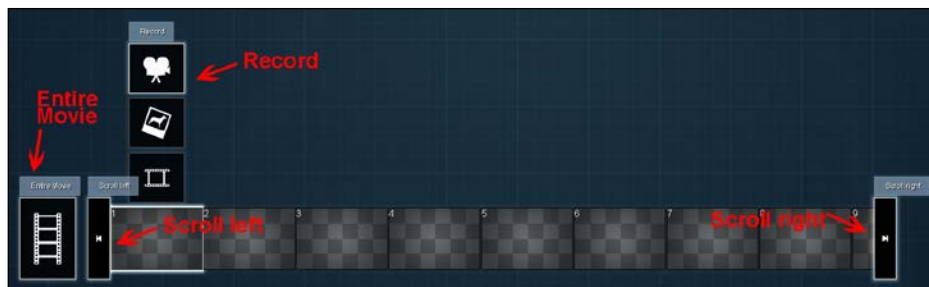 Record
Record
Entire
Movie
Entire Movie
Scroll left
Scroll right
1 2 3 4 5 6 7 8 9
Scroll left
Scroll right